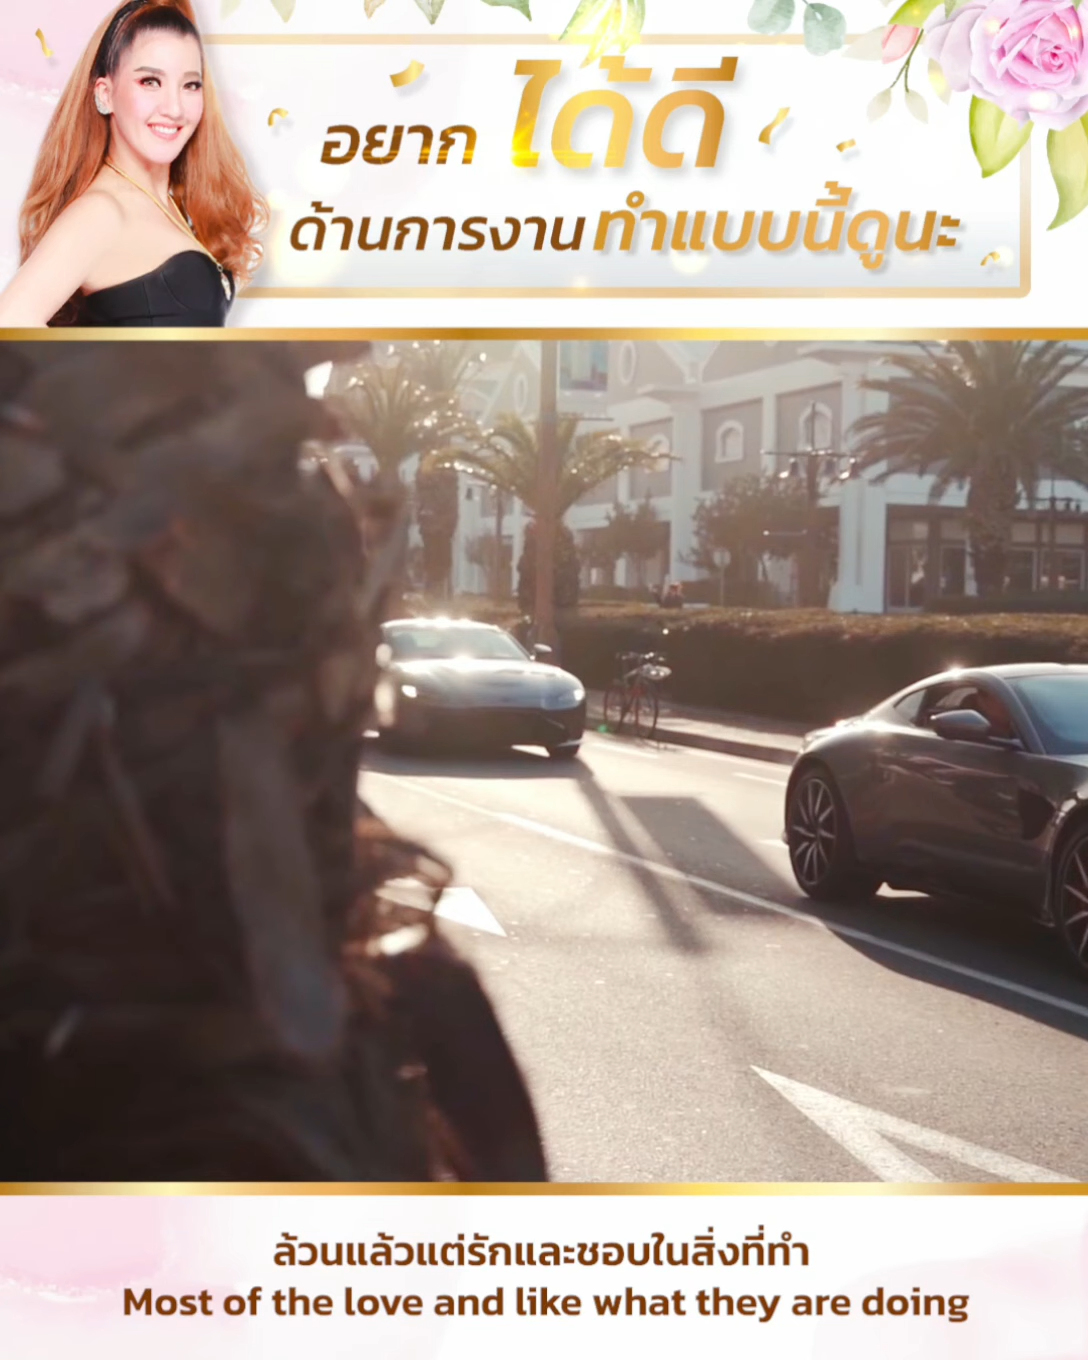 อยาก ได้ดี
ด้านการงานทำแบบนี้ดูนะ
ล้วนแล้วแต่รักและชอบในสิ่งที่ทำ
Most of the love and like what they are doing